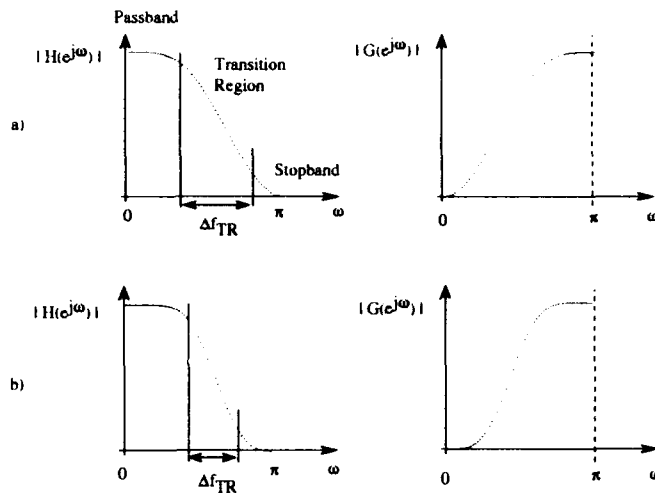 Passband
| H(e^jω) |
Transition
Region
| G(e^jω) |
a)
Stopband
0
π
ω
0
π
ω
Δf_TR
| H(e^jω) |
| G(e^jω) |
b)
0
π
ω
0
π
ω
Δf_TR